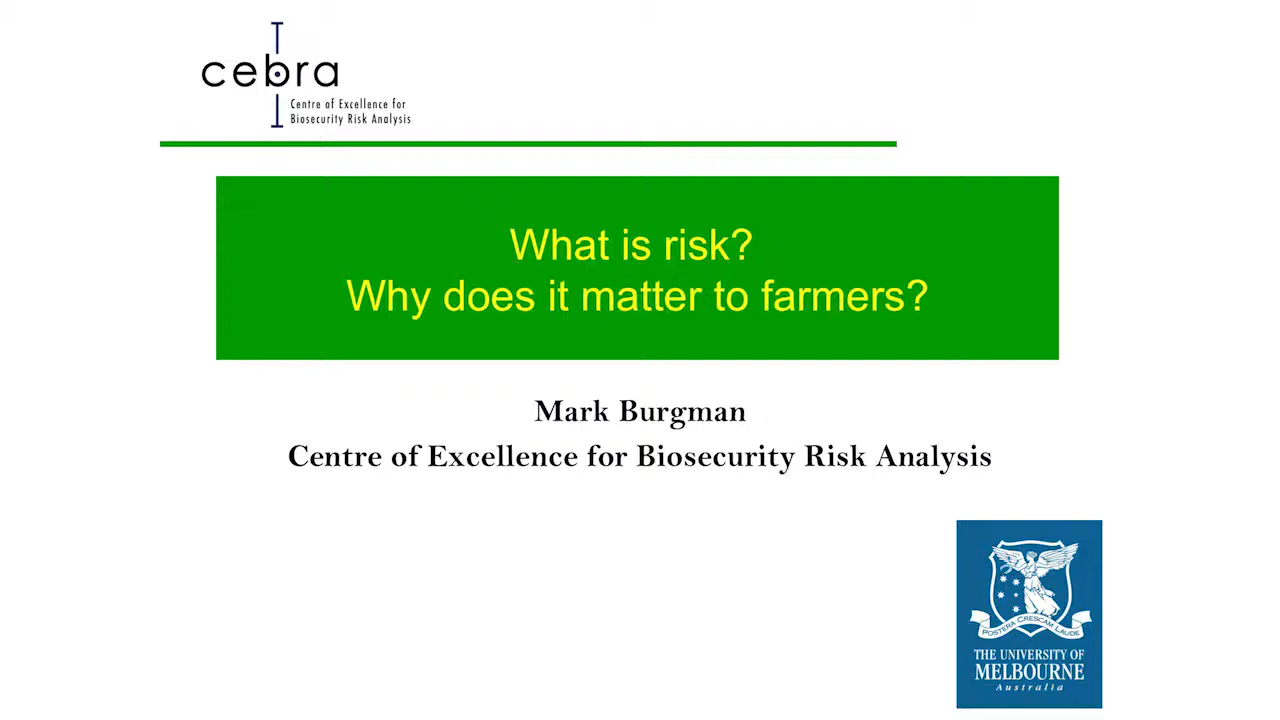 cebra
Centre of Excellence for
Biosecurity Risk Analysis
What is risk?
Why does it matter to farmers?
Mark Burgman
Centre of Excellence for Biosecurity Risk Analysis
POSTERA CRESCAM LAUDE
THE UNIVERSITY OF
MELBOURNE
Australia